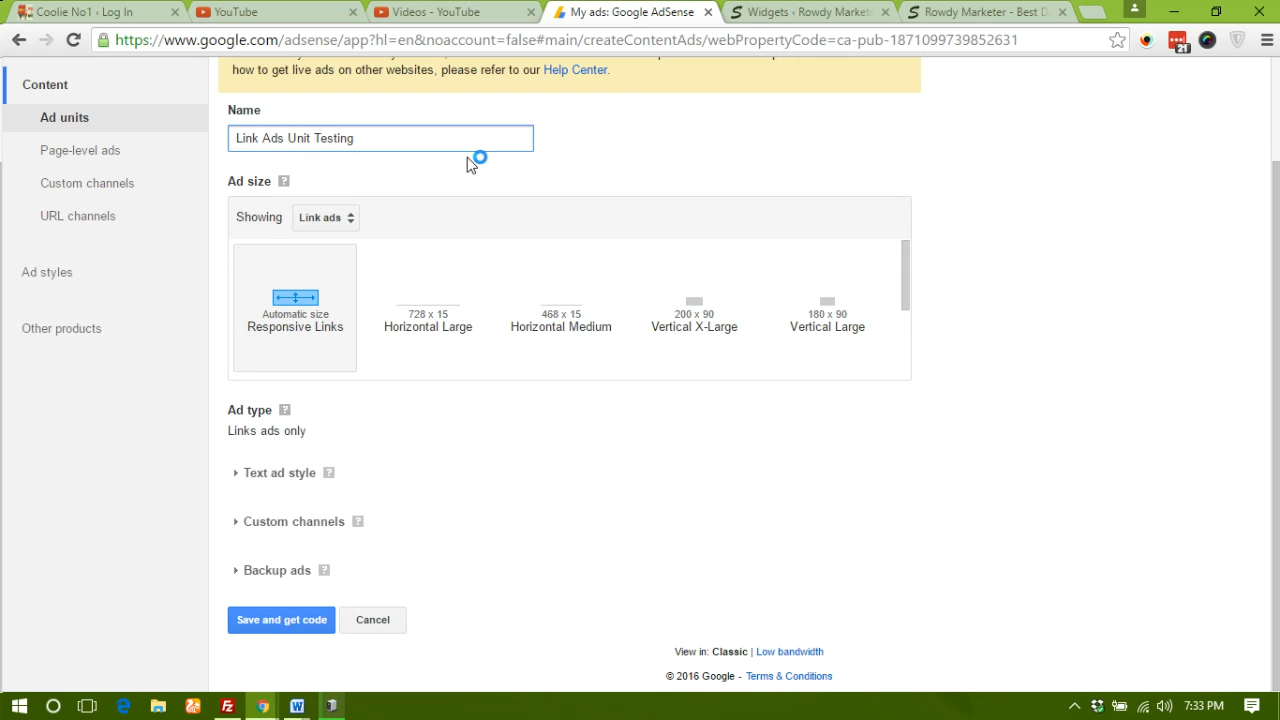 Coolie No1 ‹ Log In
YouTube
Videos - YouTube
My ads: Google AdSense
Widgets ‹ Rowdy Market
Rowdy Marketer - Best D
https://www.google.com/adsense/app?hl=en&noaccount=false#main/createContentAds/webPropertyCode=ca-pub-1871099739852631
21
how to get live ads on other websites, please refer to our Help Center.
Content
Ad units
Page-level ads
Custom channels
URL channels
Ad styles
Other products
Name
Link Ads Unit Testing
Ad size ?
Showing Link ads
Automatic size
Responsive Links
728 x 15
Horizontal Large
468 x 15
Horizontal Medium
200 x 90
Vertical X-Large
180 x 90
Vertical Large
Ad type ?
Links ads only
Text ad style ?
Custom channels ?
Backup ads ?
Save and get code Cancel
View in: Classic | Low bandwidth
© 2016 Google - Terms & Conditions
7:33 PM